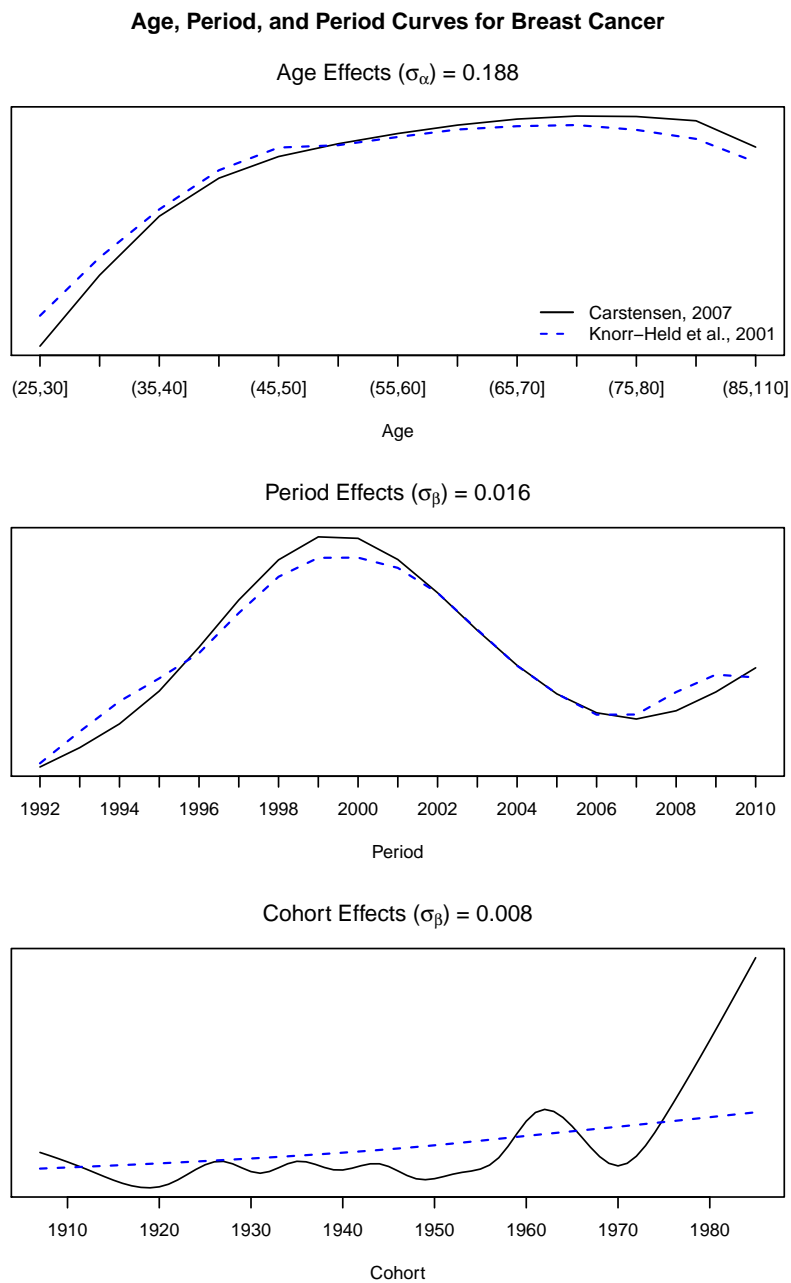 Age, Period, and Period Curves for Breast Cancer
Age Effects (σα) = 0.188
Carstensen, 2007
Knorr−Held et al., 2001
(25,30] (35,40] (45,50] (55,60] (65,70] (75,80] (85,110]
Age
Period Effects (σβ) = 0.016
1992 1994 1996 1998 2000 2002 2004 2006 2008 2010
Period
Cohort Effects (σβ) = 0.008
1910 1920 1930 1940 1950 1960 1970 1980
Cohort